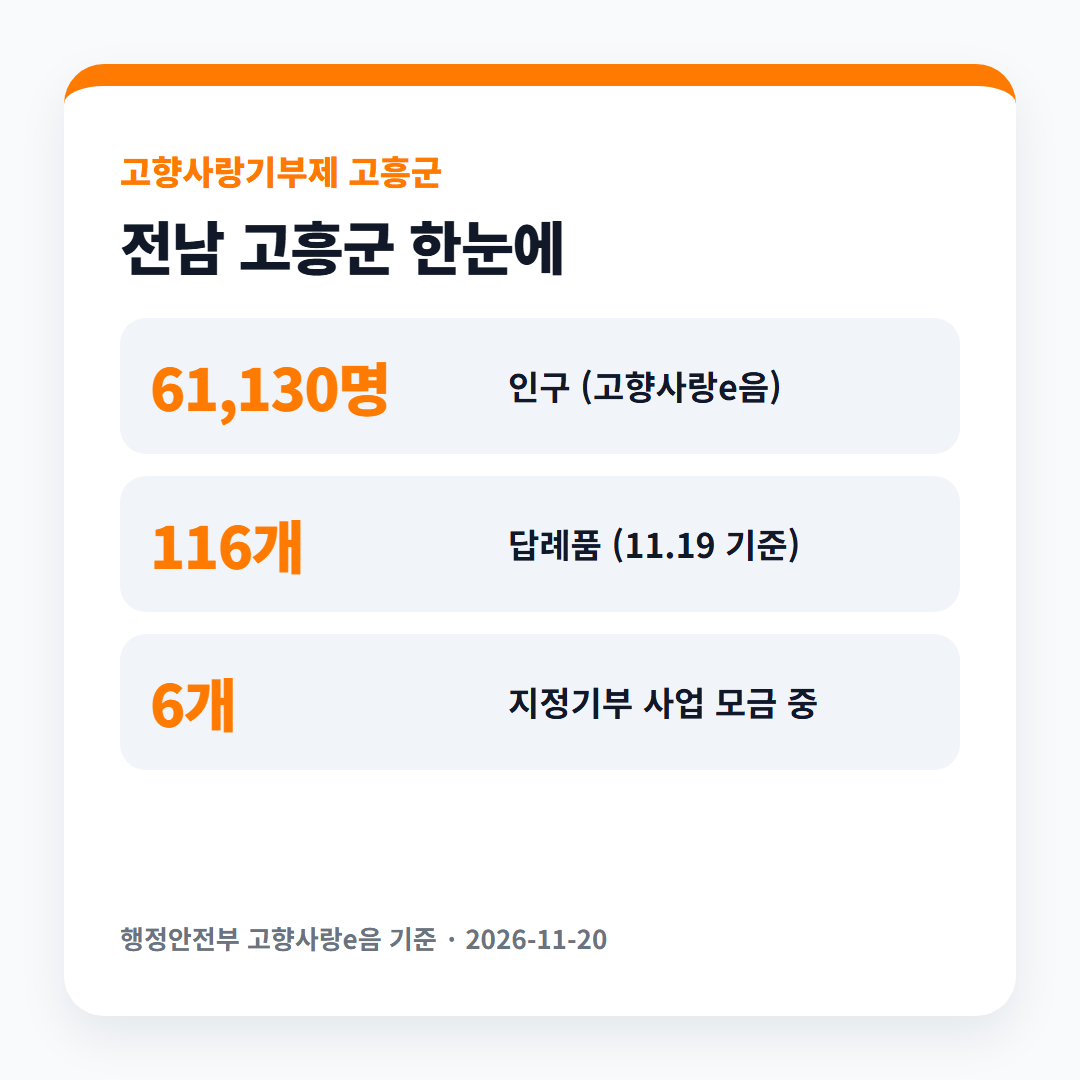 고향사랑기부제 고흥군
전남 고흥군 한눈에
61,130명 인구 (고향사랑e음)
116개 답례품 (11.19 기준)
6개 지정기부 사업 모금 중
행정안전부 고향사랑e음 기준 · 2026-11-20